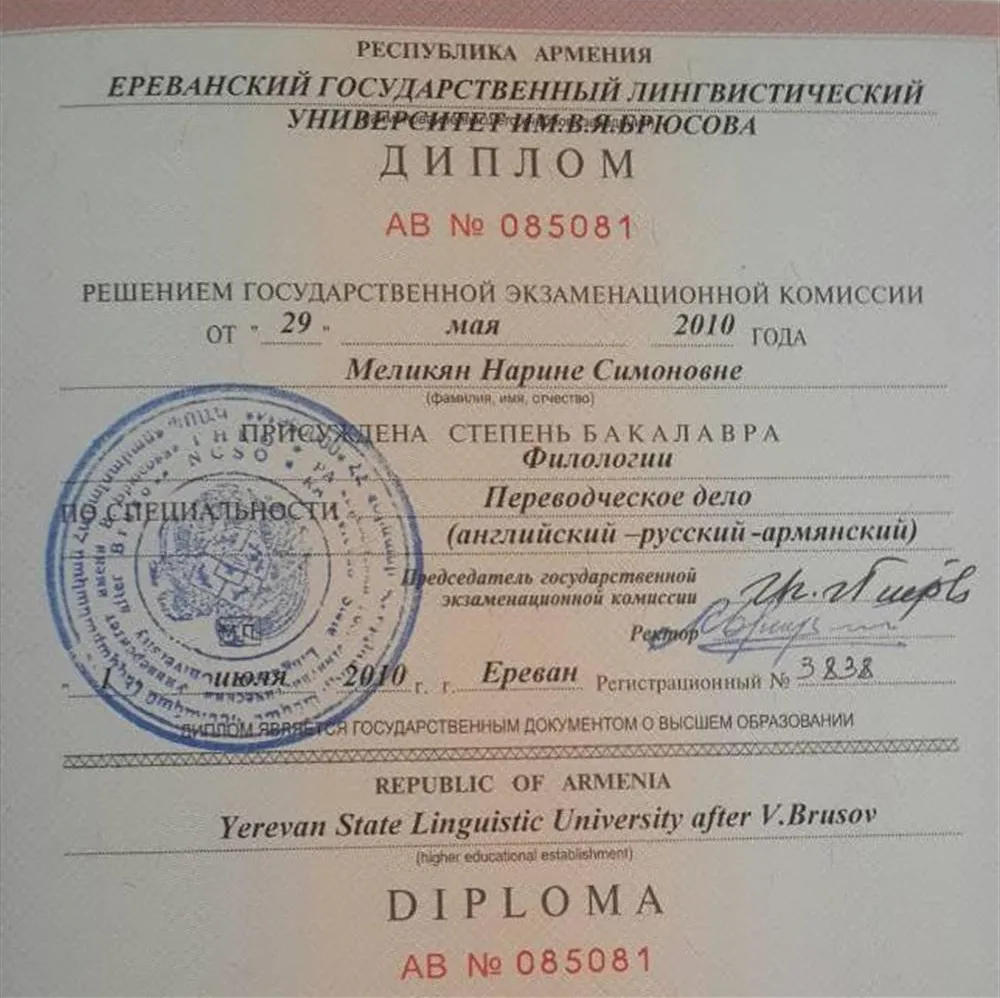 РЕСПУБЛИКА АРМЕНИЯ
ЕРЕВАНСКИЙ ГОСУДАРСТВЕННЫЙ ЛИНГВИСТИЧЕСКИЙ
УНИВЕРСИТЕТ ИМ.В.Я.БРЮСОВА
ДИПЛОМ
АВ № 085081
РЕШЕНИЕМ ГОСУДАРСТВЕННОЙ ЭКЗАМЕНАЦИОННОЙ КОМИССИИ
ОТ " 29 " мая 2010 ГОДА
Меликян Нарине Симоновне
(фамилия, имя, отчество)
ПРИСУЖДЕНА СТЕПЕНЬ БАКАЛАВРА
Филологии
ПО СПЕЦИАЛЬНОСТИ Переводческое дело
(английский –русский -армянский)
Председатель государственной
экзаменационной комиссии
Ректор
М.П.
" 1 июля 2010 г. г. Ереван Регистрационный № 3838
ДИПЛОМ ЯВЛЯЕТСЯ ГОСУДАРСТВЕННЫМ ДОКУМЕНТОМ О ВЫСШЕМ ОБРАЗОВАНИИ
REPUBLIC OF ARMENIA
Yerevan State Linguistic University after V.Brusov
(higher educational establishment)
DIPLOMA
АВ № 085081